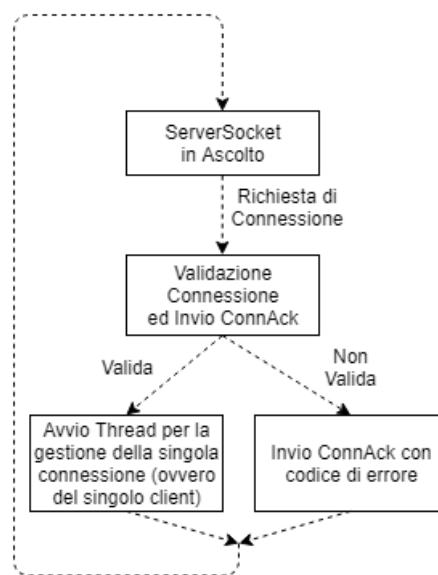 ServerSocket
in Ascolto
Richiesta di
Connessione
Validazione
Connessione
ed Invio ConnAck
Valida
Non
Valida
Avvio Thread per la
gestione della singola
connessione (ovvero
del singolo client)
Invio ConnAck con
codice di errore